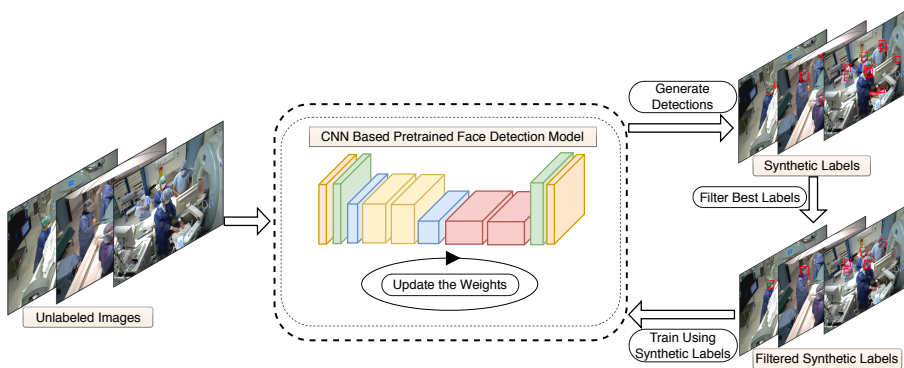 Generate
Detections
CNN Based Pretrained Face Detection Model
Synthetic Labels
Filter Best Labels
Update the Weights
Unlabeled Images
Train Using
Synthetic Labels
Filtered Synthetic Labels